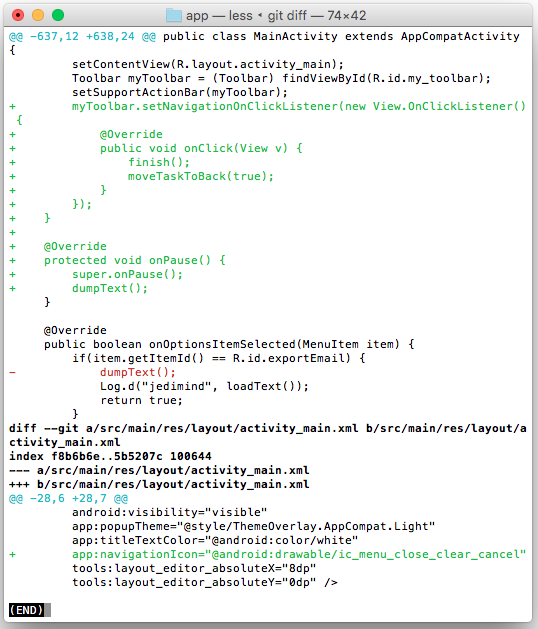 app — less ◂ git diff — 74×42
@@ -637,12 +638,24 @@ public class MainActivity extends AppCompatActivity
{
        setContentView(R.layout.activity_main);
        Toolbar myToolbar = (Toolbar) findViewById(R.id.my_toolbar);
        setSupportActionBar(myToolbar);
+        myToolbar.setNavigationOnClickListener(new View.OnClickListener()
 {
+            @Override
+            public void onClick(View v) {
+                finish();
+                moveTaskToBack(true);
+            }
+        });
+    }
+
+    @Override
+    protected void onPause() {
+        super.onPause();
+        dumpText();
     }

     @Override
     public boolean onOptionsItemSelected(MenuItem item) {
         if(item.getItemId() == R.id.exportEmail) {
-            dumpText();
             Log.d("jedimind", loadText());
             return true;
         }
diff --git a/src/main/res/layout/activity_main.xml b/src/main/res/layout/a
ctivity_main.xml
index f8b6b6e..5b5207c 100644
--- a/src/main/res/layout/activity_main.xml
+++ b/src/main/res/layout/activity_main.xml
@@ -28,6 +28,7 @@
         android:visibility="visible"
         app:popupTheme="@style/ThemeOverlay.AppCompat.Light"
         app:titleTextColor="@android:color/white"
+        app:navigationIcon="@android:drawable/ic_menu_close_clear_cancel"
         tools:layout_editor_absoluteX="8dp"
         tools:layout_editor_absoluteY="0dp" />

(END)